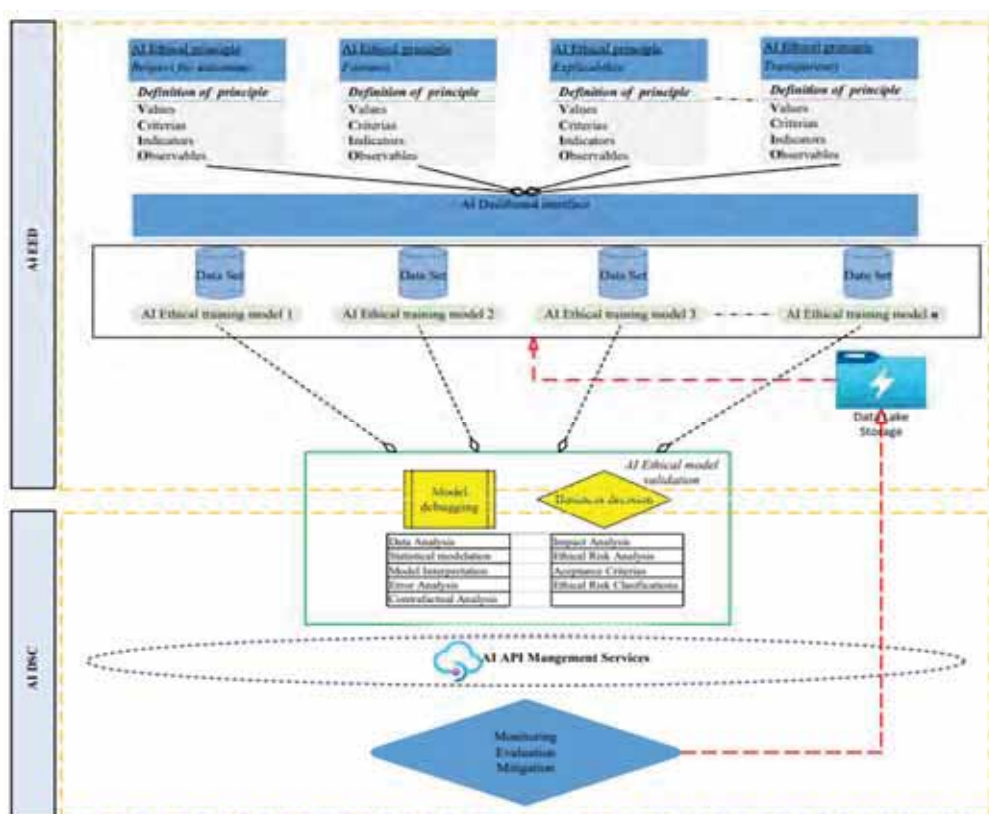 AI EED
AI Ethical principle
Respect for autonomy
Definition of principle
Values
Criterias
Indicators
Observables
AI Ethical principle
Fairness
Definition of principle
Values
Criterias
Indicators
Observables
AI Ethical principle
Explicability
Definition of principle
Values
Criterias
Indicators
Observables
AI Ethical principle
Transparency
Definition of principle
Values
Criterias
Indicators
Observables
AI Dashboard interface
Data Set
Data Set
Data Set
Data Set
AI Ethical training model 1
AI Ethical training model 2
AI Ethical training model 3
AI Ethical training model n
Data Lake
Storage
AI Ethical model
validation
Model
debugging
Business decision
Data Analysis
Statistical modelation
Model Interpretation
Error Analysis
Contrafactual Analysis
Impact Analysis
Ethical Risk Analysis
Aceptance Criterias
Ethical Risk Clasifications
AI DSC
AI API Mangement Services
Monitoring
Evaluation
Mitigation